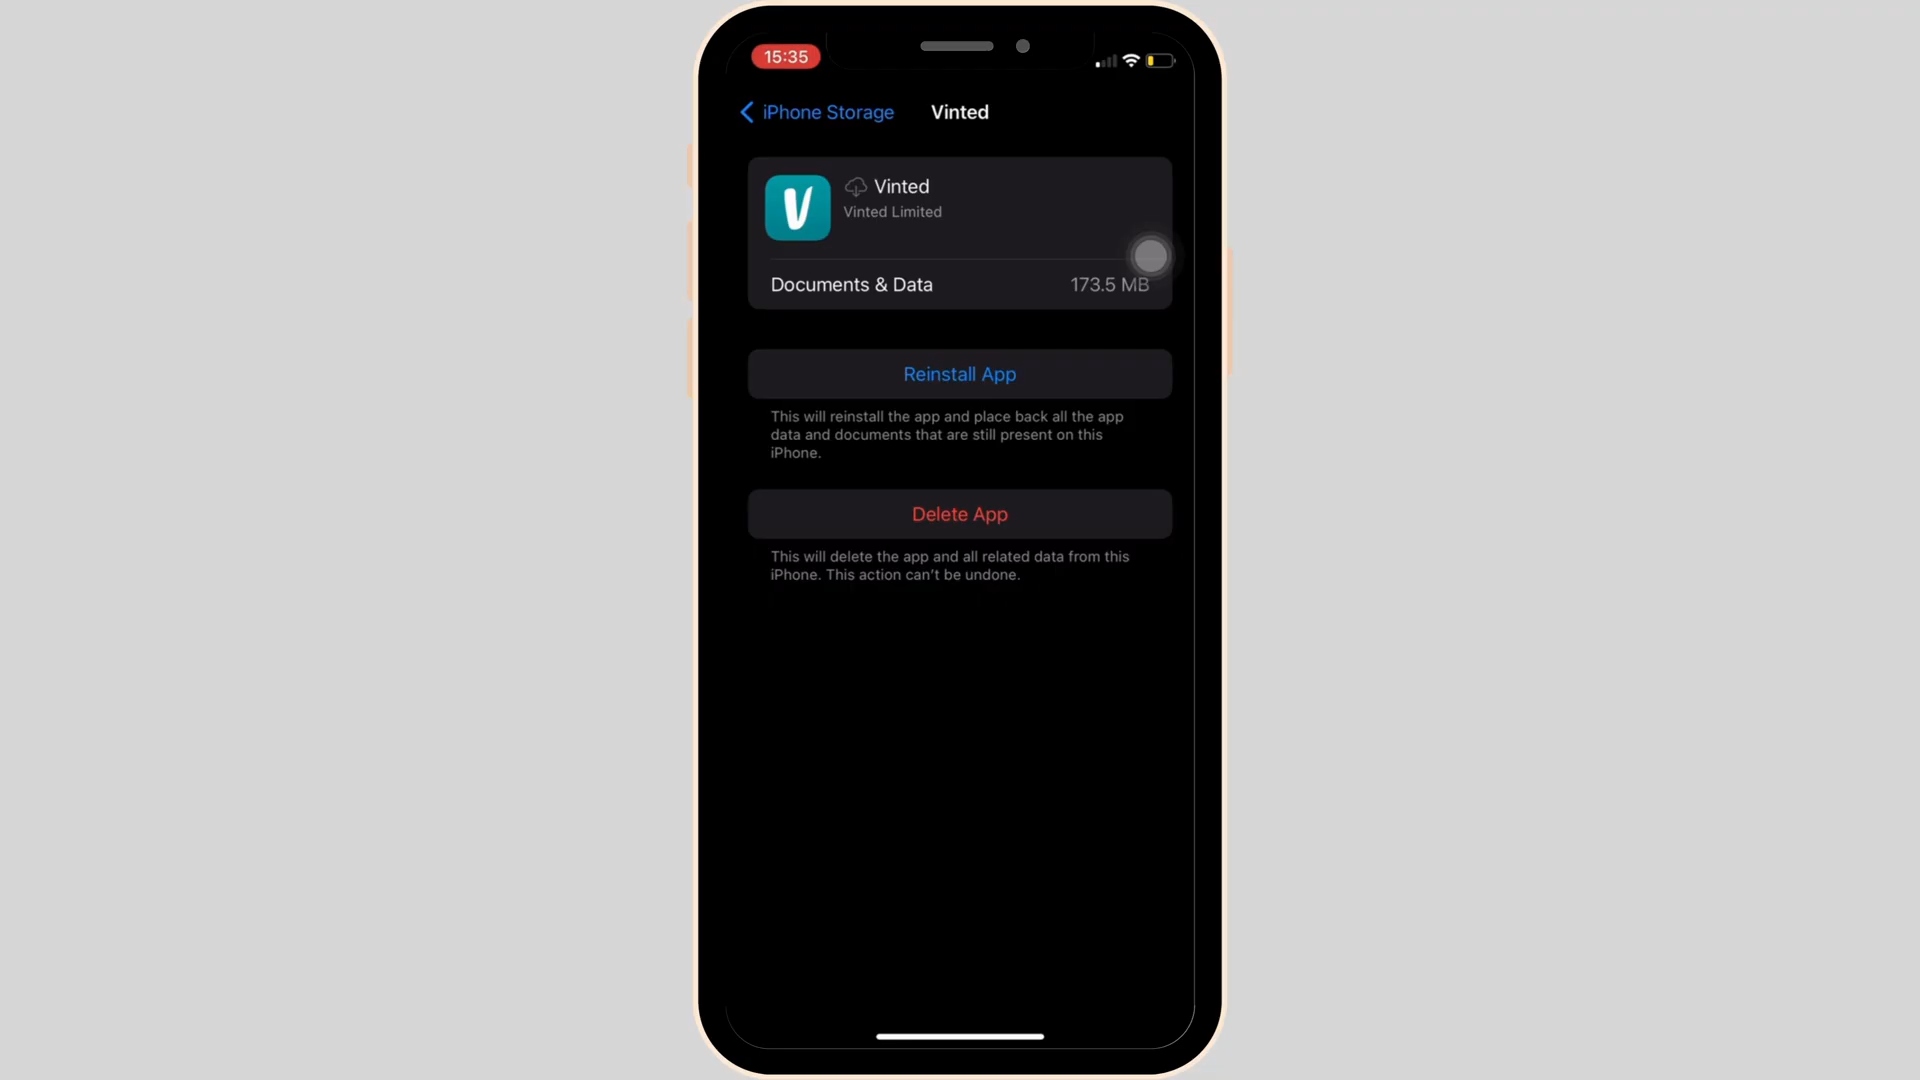 15:35
iPhone Storage
Vinted
V
Vinted
Vinted Limited
Documents & Data 173.5 MB
Reinstall App
This will reinstall the app and place back all the app
data and documents that are still present on this
iPhone.
Delete App
This will delete the app and all related data from this
iPhone. This action can't be undone.